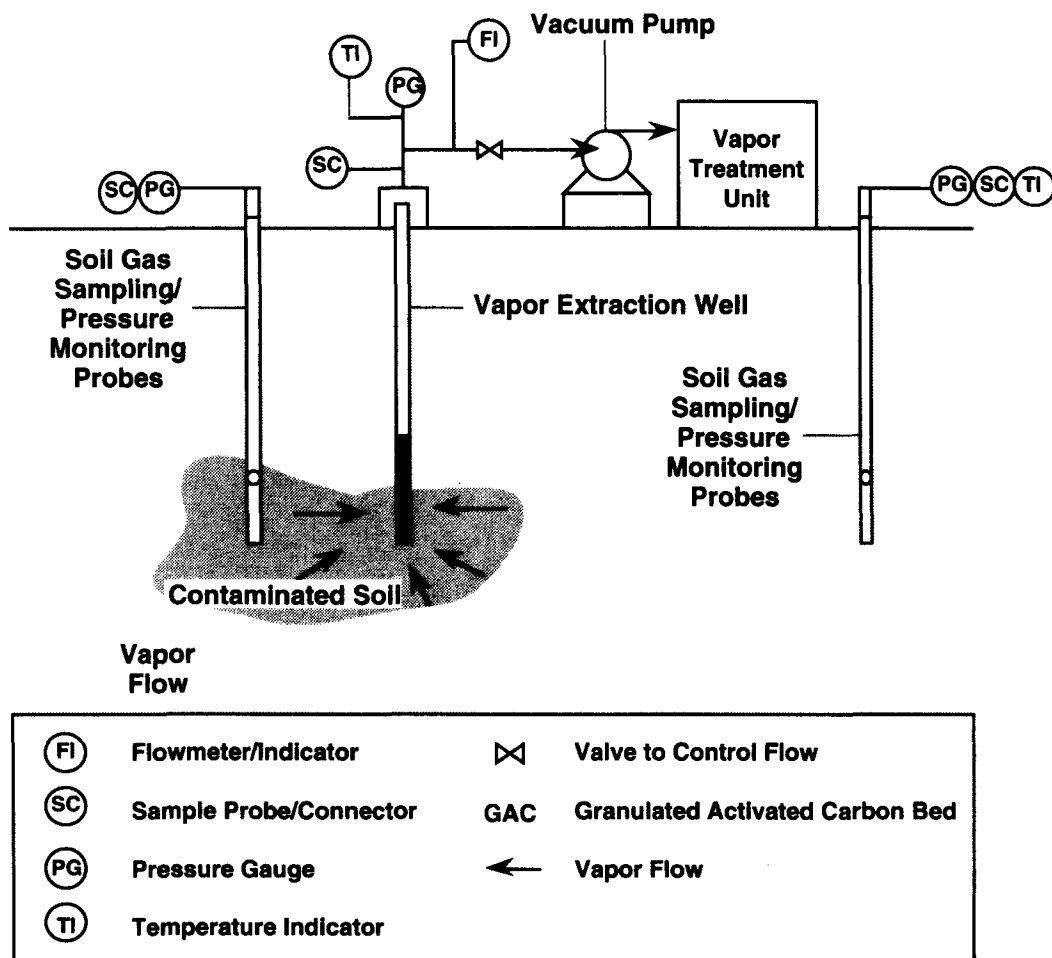 Vacuum Pump
TI
PG
FI
SC
Vapor
Treatment
Unit
SC PG
PG SC TI
Soil Gas
Sampling/
Pressure
Monitoring
Probes
Vapor Extraction Well
Soil Gas
Sampling/
Pressure
Monitoring
Probes
Contaminated Soil
Vapor
Flow
FI Flowmeter/Indicator
Valve to Control Flow
SC Sample Probe/Connector
GAC Granulated Activated Carbon Bed
PG Pressure Gauge
Vapor Flow
TI Temperature Indicator